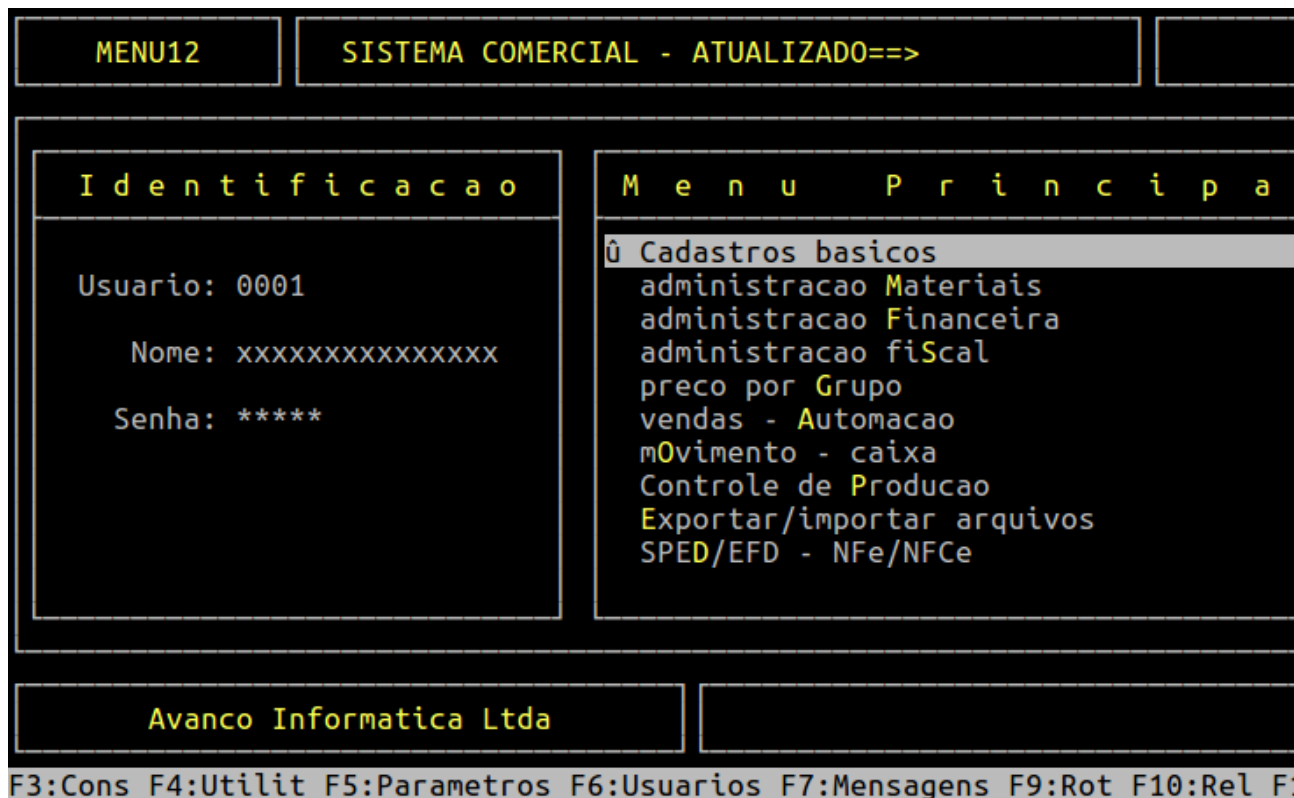 MENU12
SISTEMA COMERCIAL - ATUALIZADO==>
I d e n t i f i c a c a o
Usuario: 0001
Nome: xxxxxxxxxxxxxxx
Senha: *****
M e n u P r i n c i p a
û Cadastros basicos
administracao Materiais
administracao Financeira
administracao fiScal
preco por Grupo
vendas - Automacao
mOvimento - caixa
Controle de Producao
Exportar/importar arquivos
SPED/EFD - NFe/NFCe
Avanco Informatica Ltda
F3:Cons F4:Utilit F5:Parametros F6:Usuarios F7:Mensagens F9:Rot F10:Rel